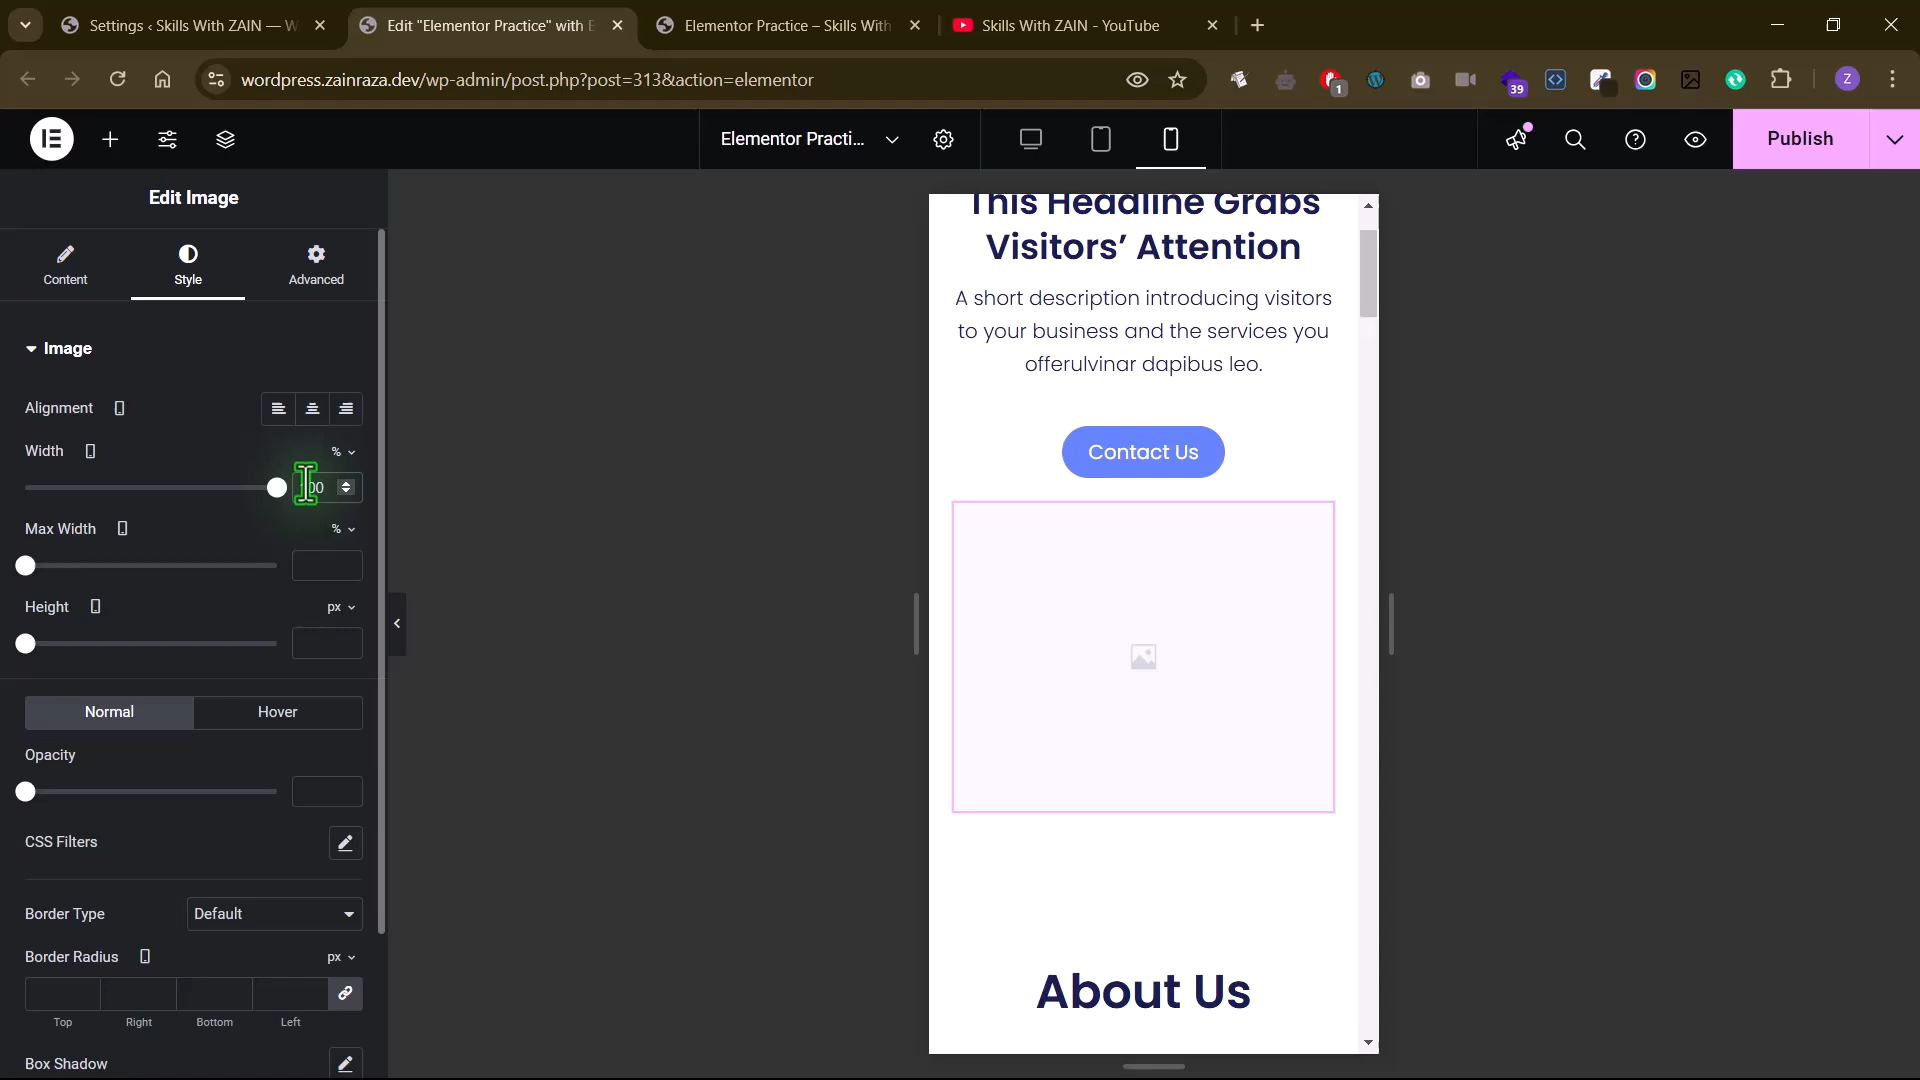 Settings ‹ Skills With ZAIN — W
Edit "Elementor Practice" with E
Elementor Practice – Skills With
Skills With ZAIN - YouTube
wordpress.zainraza.dev/wp-admin/post.php?post=313&action=elementor
1
39
Z
Elementor Practi...
Publish
Edit Image
Content
Style
Advanced
Image
Alignment
Width
%
Max Width
%
Height
px
Normal
Hover
Opacity
CSS Filters
Border Type
Default
Border Radius
px
Top
Right
Bottom
Left
Box Shadow
This Headline Grabs
Visitors’ Attention
A short description introducing visitors
to your business and the services you
offerulvinar dapibus leo.
Contact Us
About Us